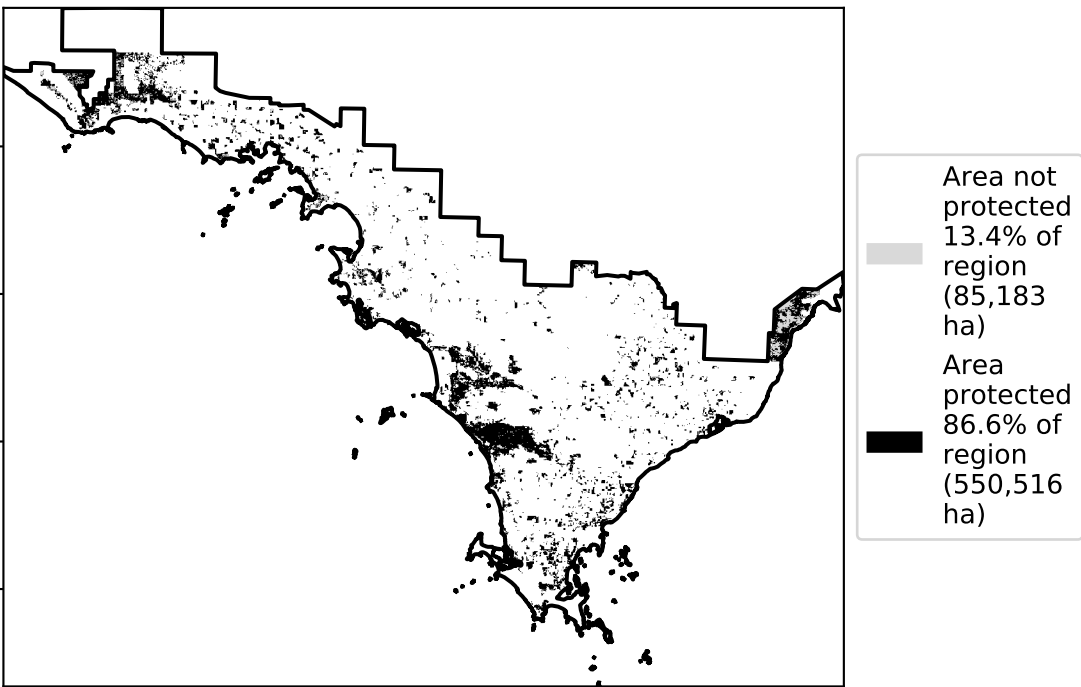 Area not
protected
13.4% of
region
(85,183
ha)
Area
protected
86.6% of
region
(550,516
ha)